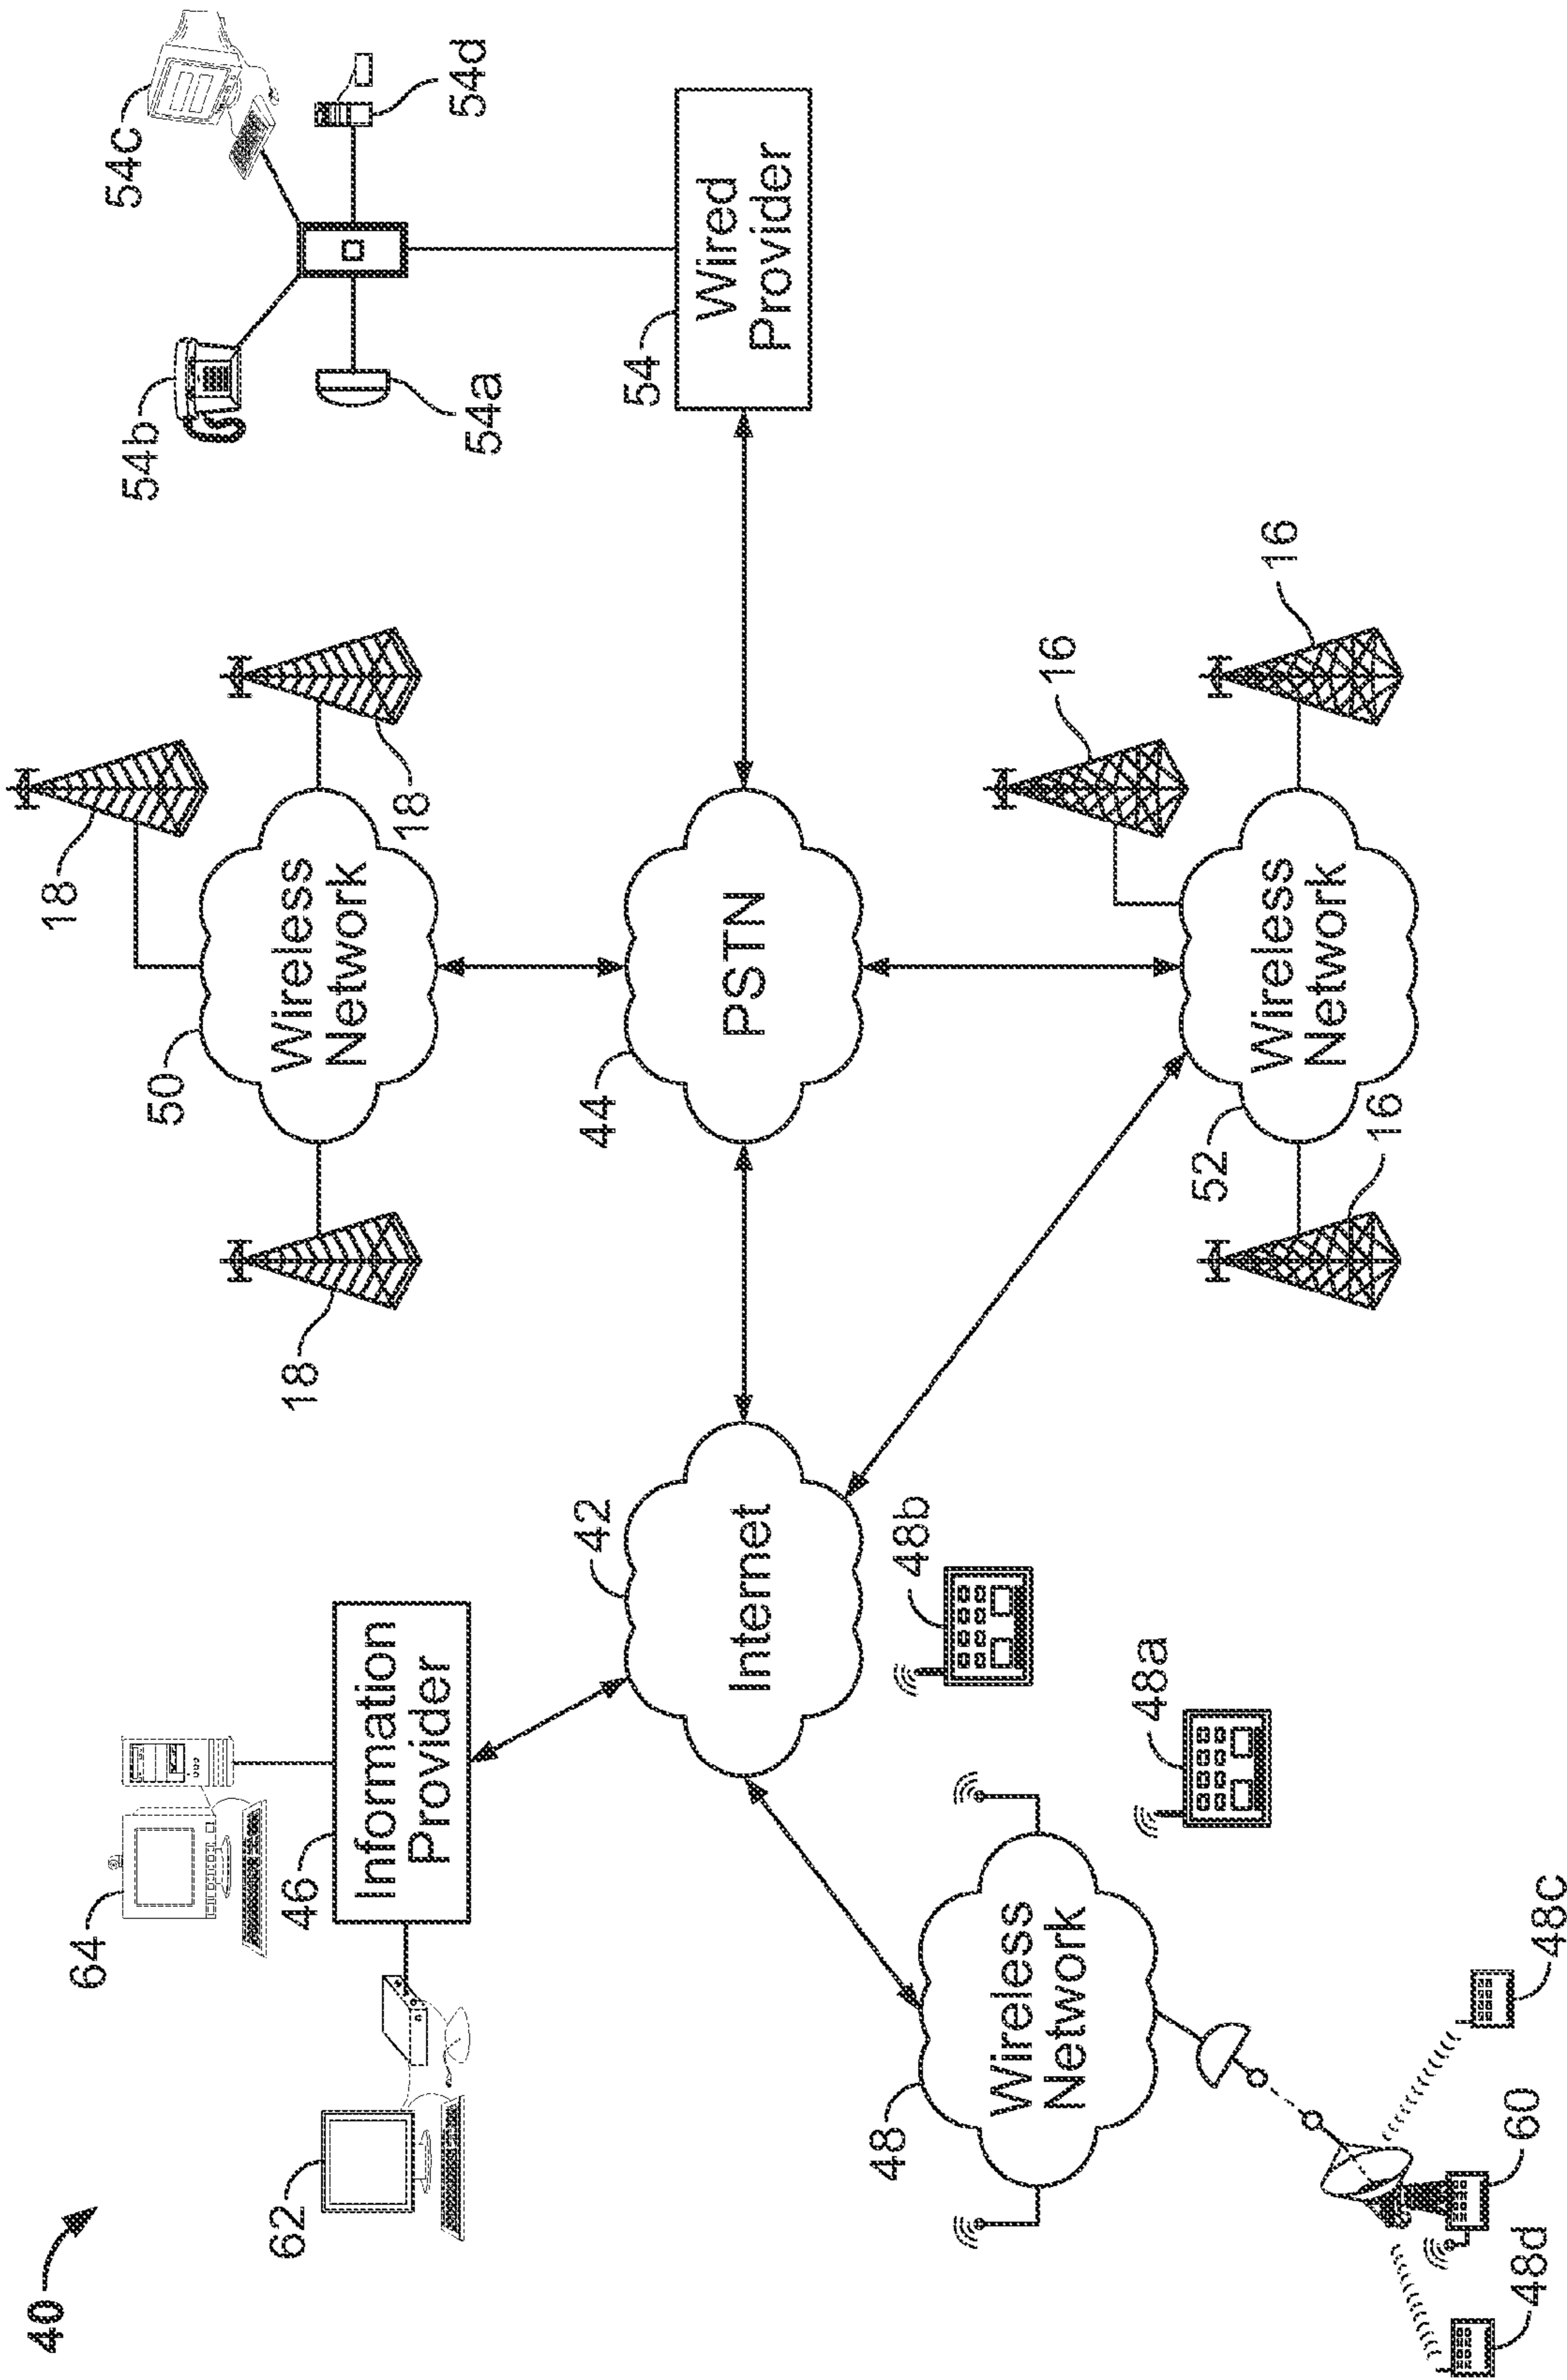 40
64
62
46
Information
Provider
42
Internet
48
Wireless
Network
48a
48b
48c
48d
60
18
18
18
50
Wireless
Network
44
PSTN
52
Wireless
Network
16
16
16
54
Wired
Provider
54a
54b
54c
54d